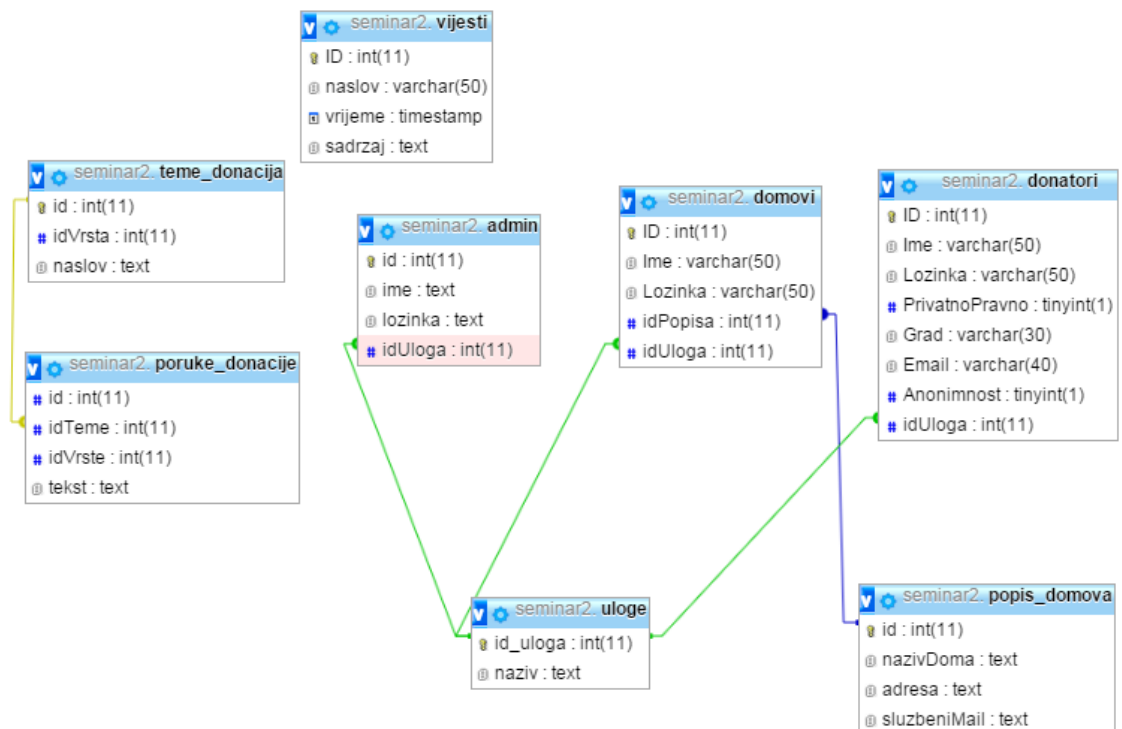 seminar2. vijesti
ID : int(11)
naslov : varchar(50)
vrijeme : timestamp
sadrzaj : text
seminar2. teme_donacija
id : int(11)
idVrsta : int(11)
naslov : text
seminar2. poruke_donacije
id : int(11)
idTeme : int(11)
idVrste : int(11)
tekst : text
seminar2. admin
id : int(11)
ime : text
lozinka : text
idUloga : int(11)
seminar2. domovi
ID : int(11)
Ime : varchar(50)
Lozinka : varchar(50)
idPopisa : int(11)
idUloga : int(11)
seminar2. donatori
ID : int(11)
Ime : varchar(50)
Lozinka : varchar(50)
PrivatnoPravno : tinyint(1)
Grad : varchar(30)
Email : varchar(40)
Anonimnost : tinyint(1)
idUloga : int(11)
seminar2. uloge
id_uloga : int(11)
naziv : text
seminar2. popis_domova
id : int(11)
nazivDoma : text
adresa : text
sluzbeniMail : text